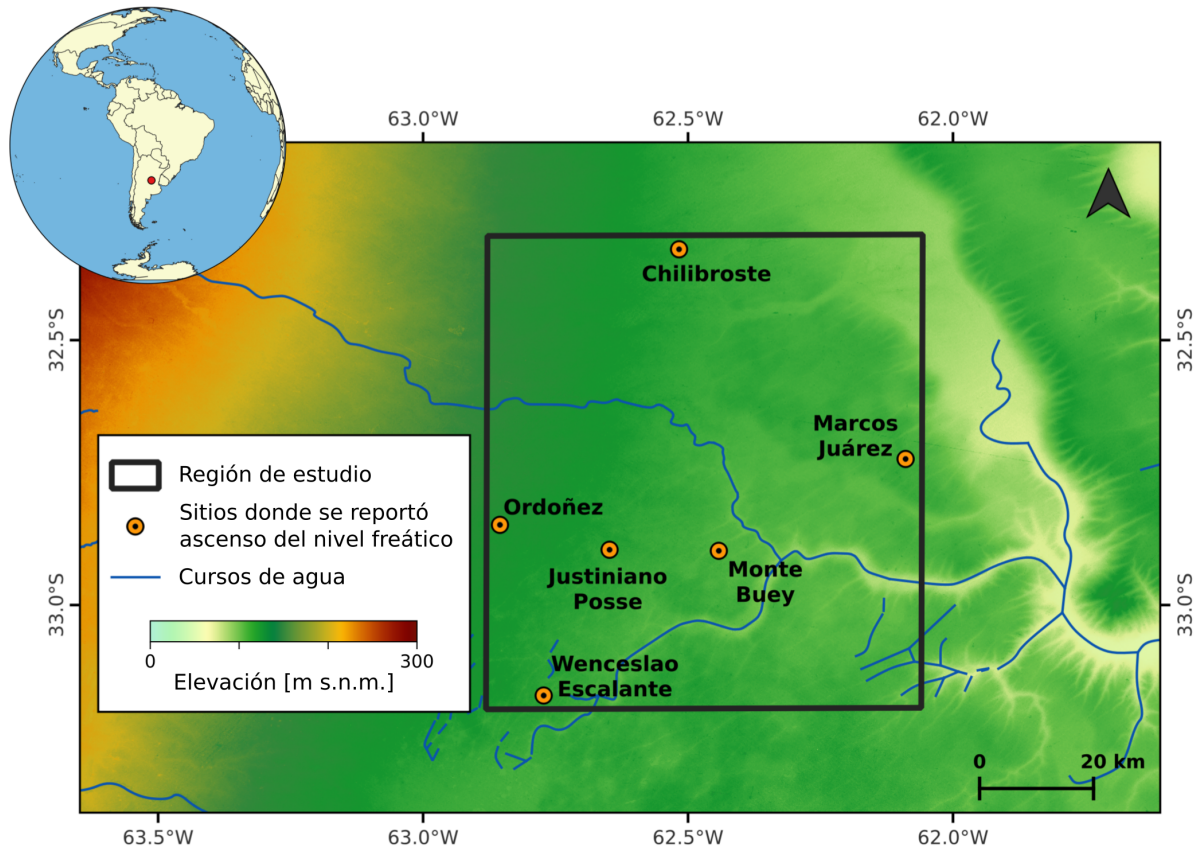 63.0°W
62.5°W
62.0°W
Chilibroste
32.5°S
32.5°S
Marcos
Juárez
Región de estudio
Sitios donde se reportó
ascenso del nivel freático
Cursos de agua
0
300
Elevación [m s.n.m.]
Ordoñez
Justiniano
Posse
Monte
Buey
33.0°S
33.0°S
Wenceslao
Escalante
0
20 km
63.5°W
63.0°W
62.5°W
62.0°W